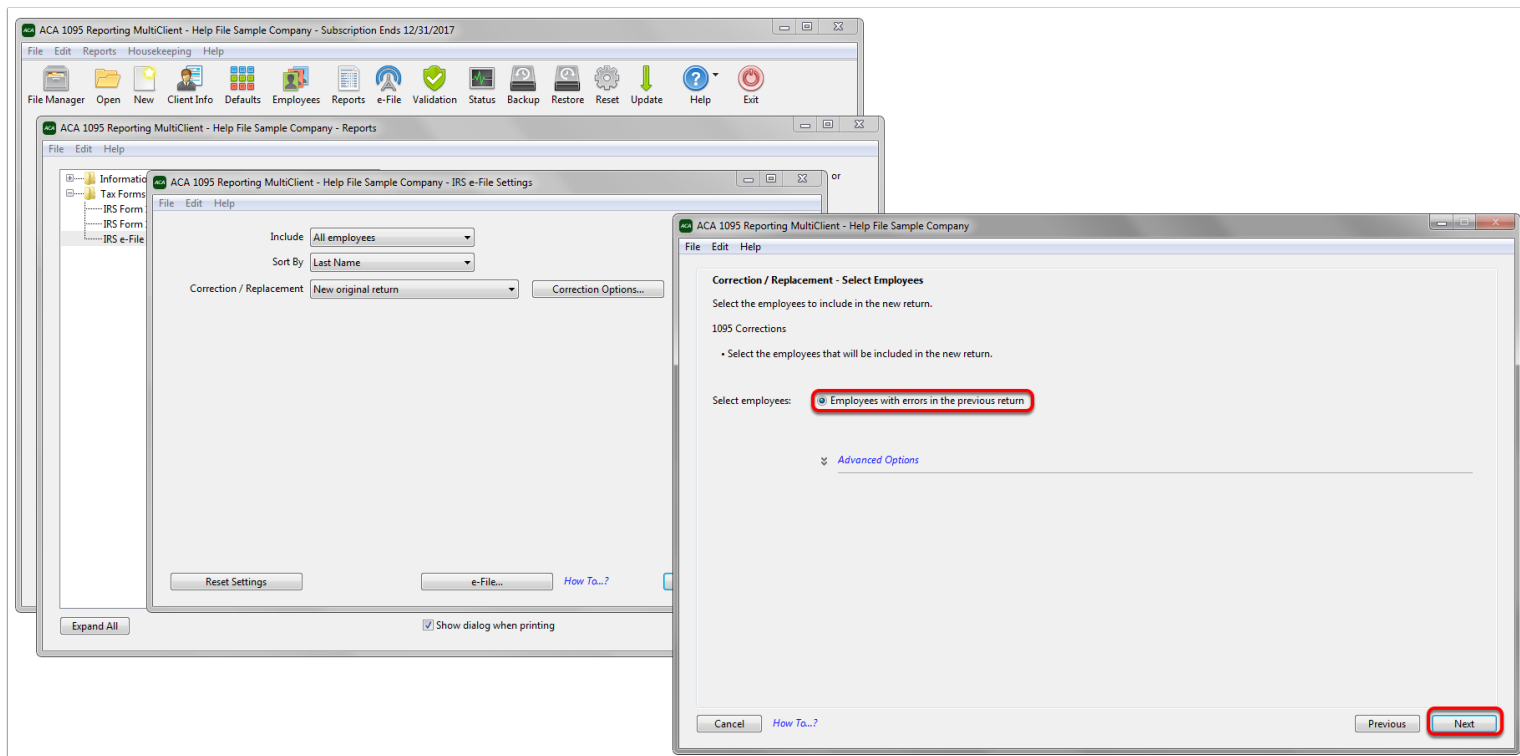 ACA ACA 1095 Reporting MultiClient - Help File Sample Company - Subscription Ends 12/31/2017
File Edit Reports Housekeeping Help
File Manager Open New Client Info Defaults Employees Reports e-File Validation Status Backup Restore Reset Update Help Exit
ACA ACA 1095 Reporting MultiClient - Help File Sample Company - Reports
File Edit Help
Informatio
Tax Forms
IRS Form
IRS Form
IRS e-File
or
ACA ACA 1095 Reporting MultiClient - Help File Sample Company - IRS e-File Settings
File Edit Help
Include All employees
Sort By Last Name
Correction / Replacement New original return Correction Options...
Reset Settings e-File... How To...?
Expand All Show dialog when printing
ACA ACA 1095 Reporting MultiClient - Help File Sample Company
File Edit Help
Correction / Replacement - Select Employees
Select the employees to include in the new return.
1095 Corrections
• Select the employees that will be included in the new return.
Select employees: Employees with errors in the previous return
Advanced Options
Cancel How To...? Previous Next